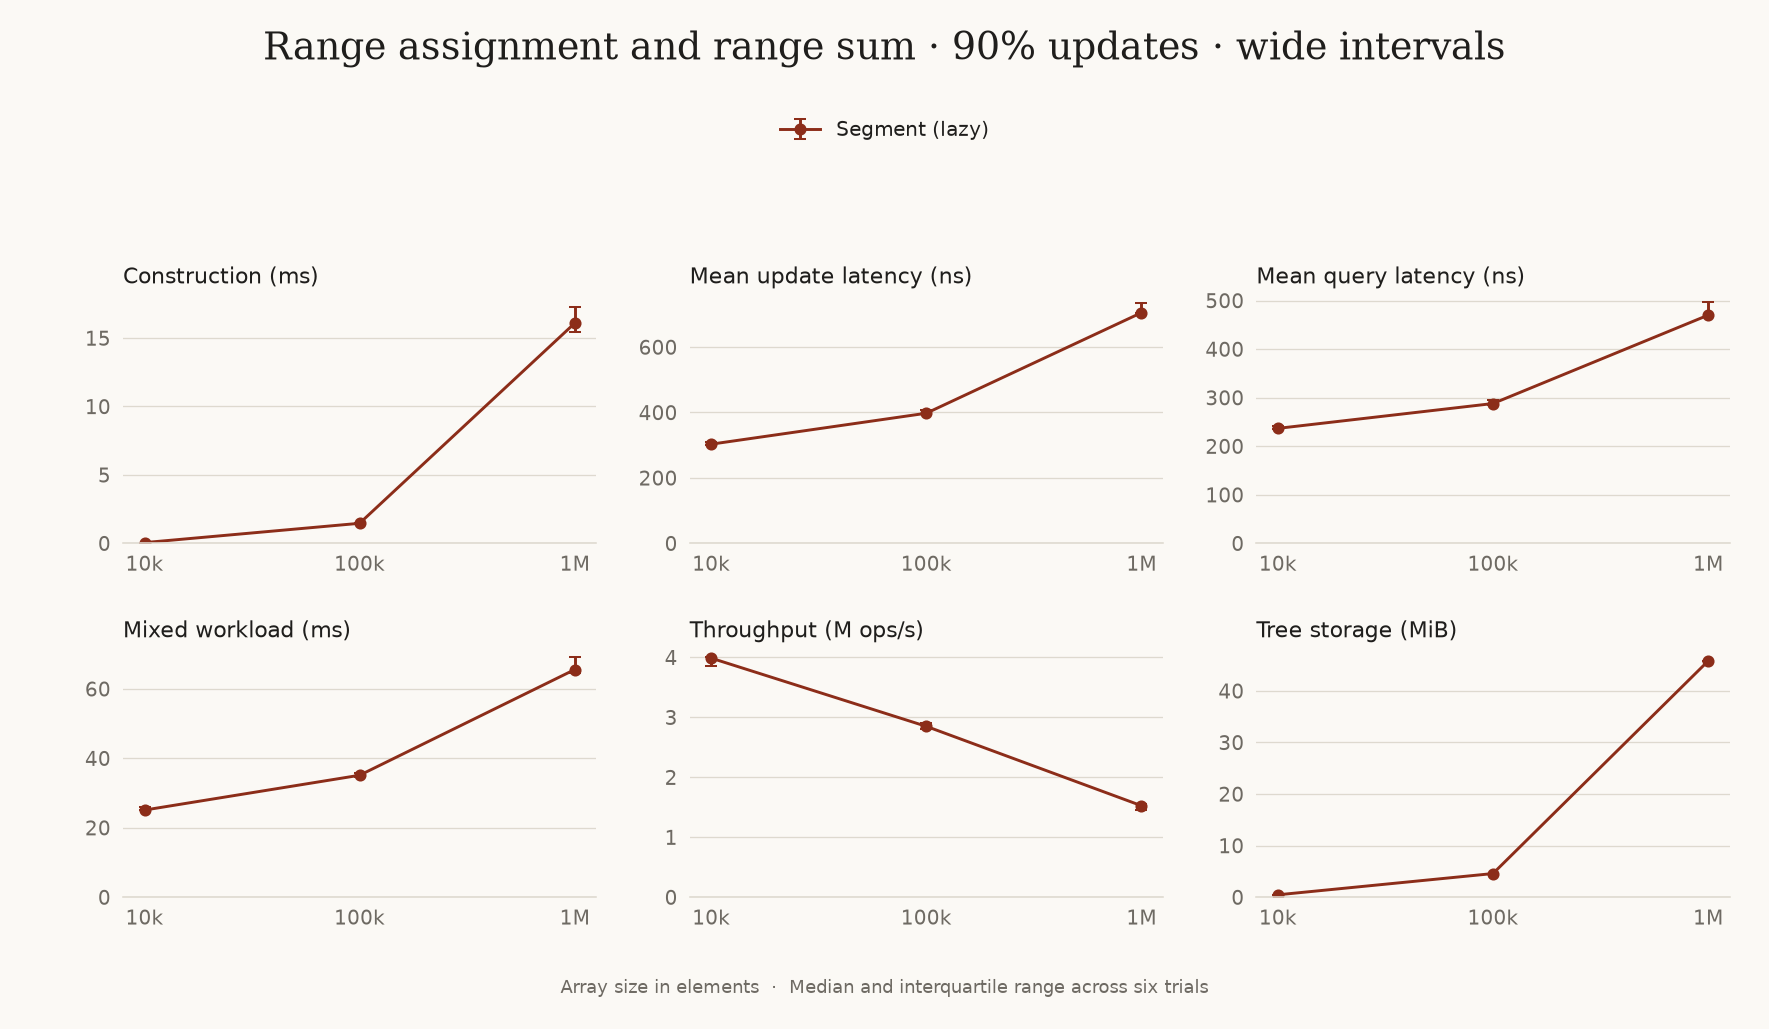 Range assignment and range sum · 90% updates · wide intervals
Segment (lazy)
Construction (ms)
15
10
5
0
10k 100k 1M
Mean update latency (ns)
600
400
200
0
10k 100k 1M
Mean query latency (ns)
500
400
300
200
100
0
10k 100k 1M
Mixed workload (ms)
60
40
20
0
10k 100k 1M
Throughput (M ops/s)
4
3
2
1
0
10k 100k 1M
Tree storage (MiB)
40
30
20
10
0
10k 100k 1M
Array size in elements · Median and interquartile range across six trials